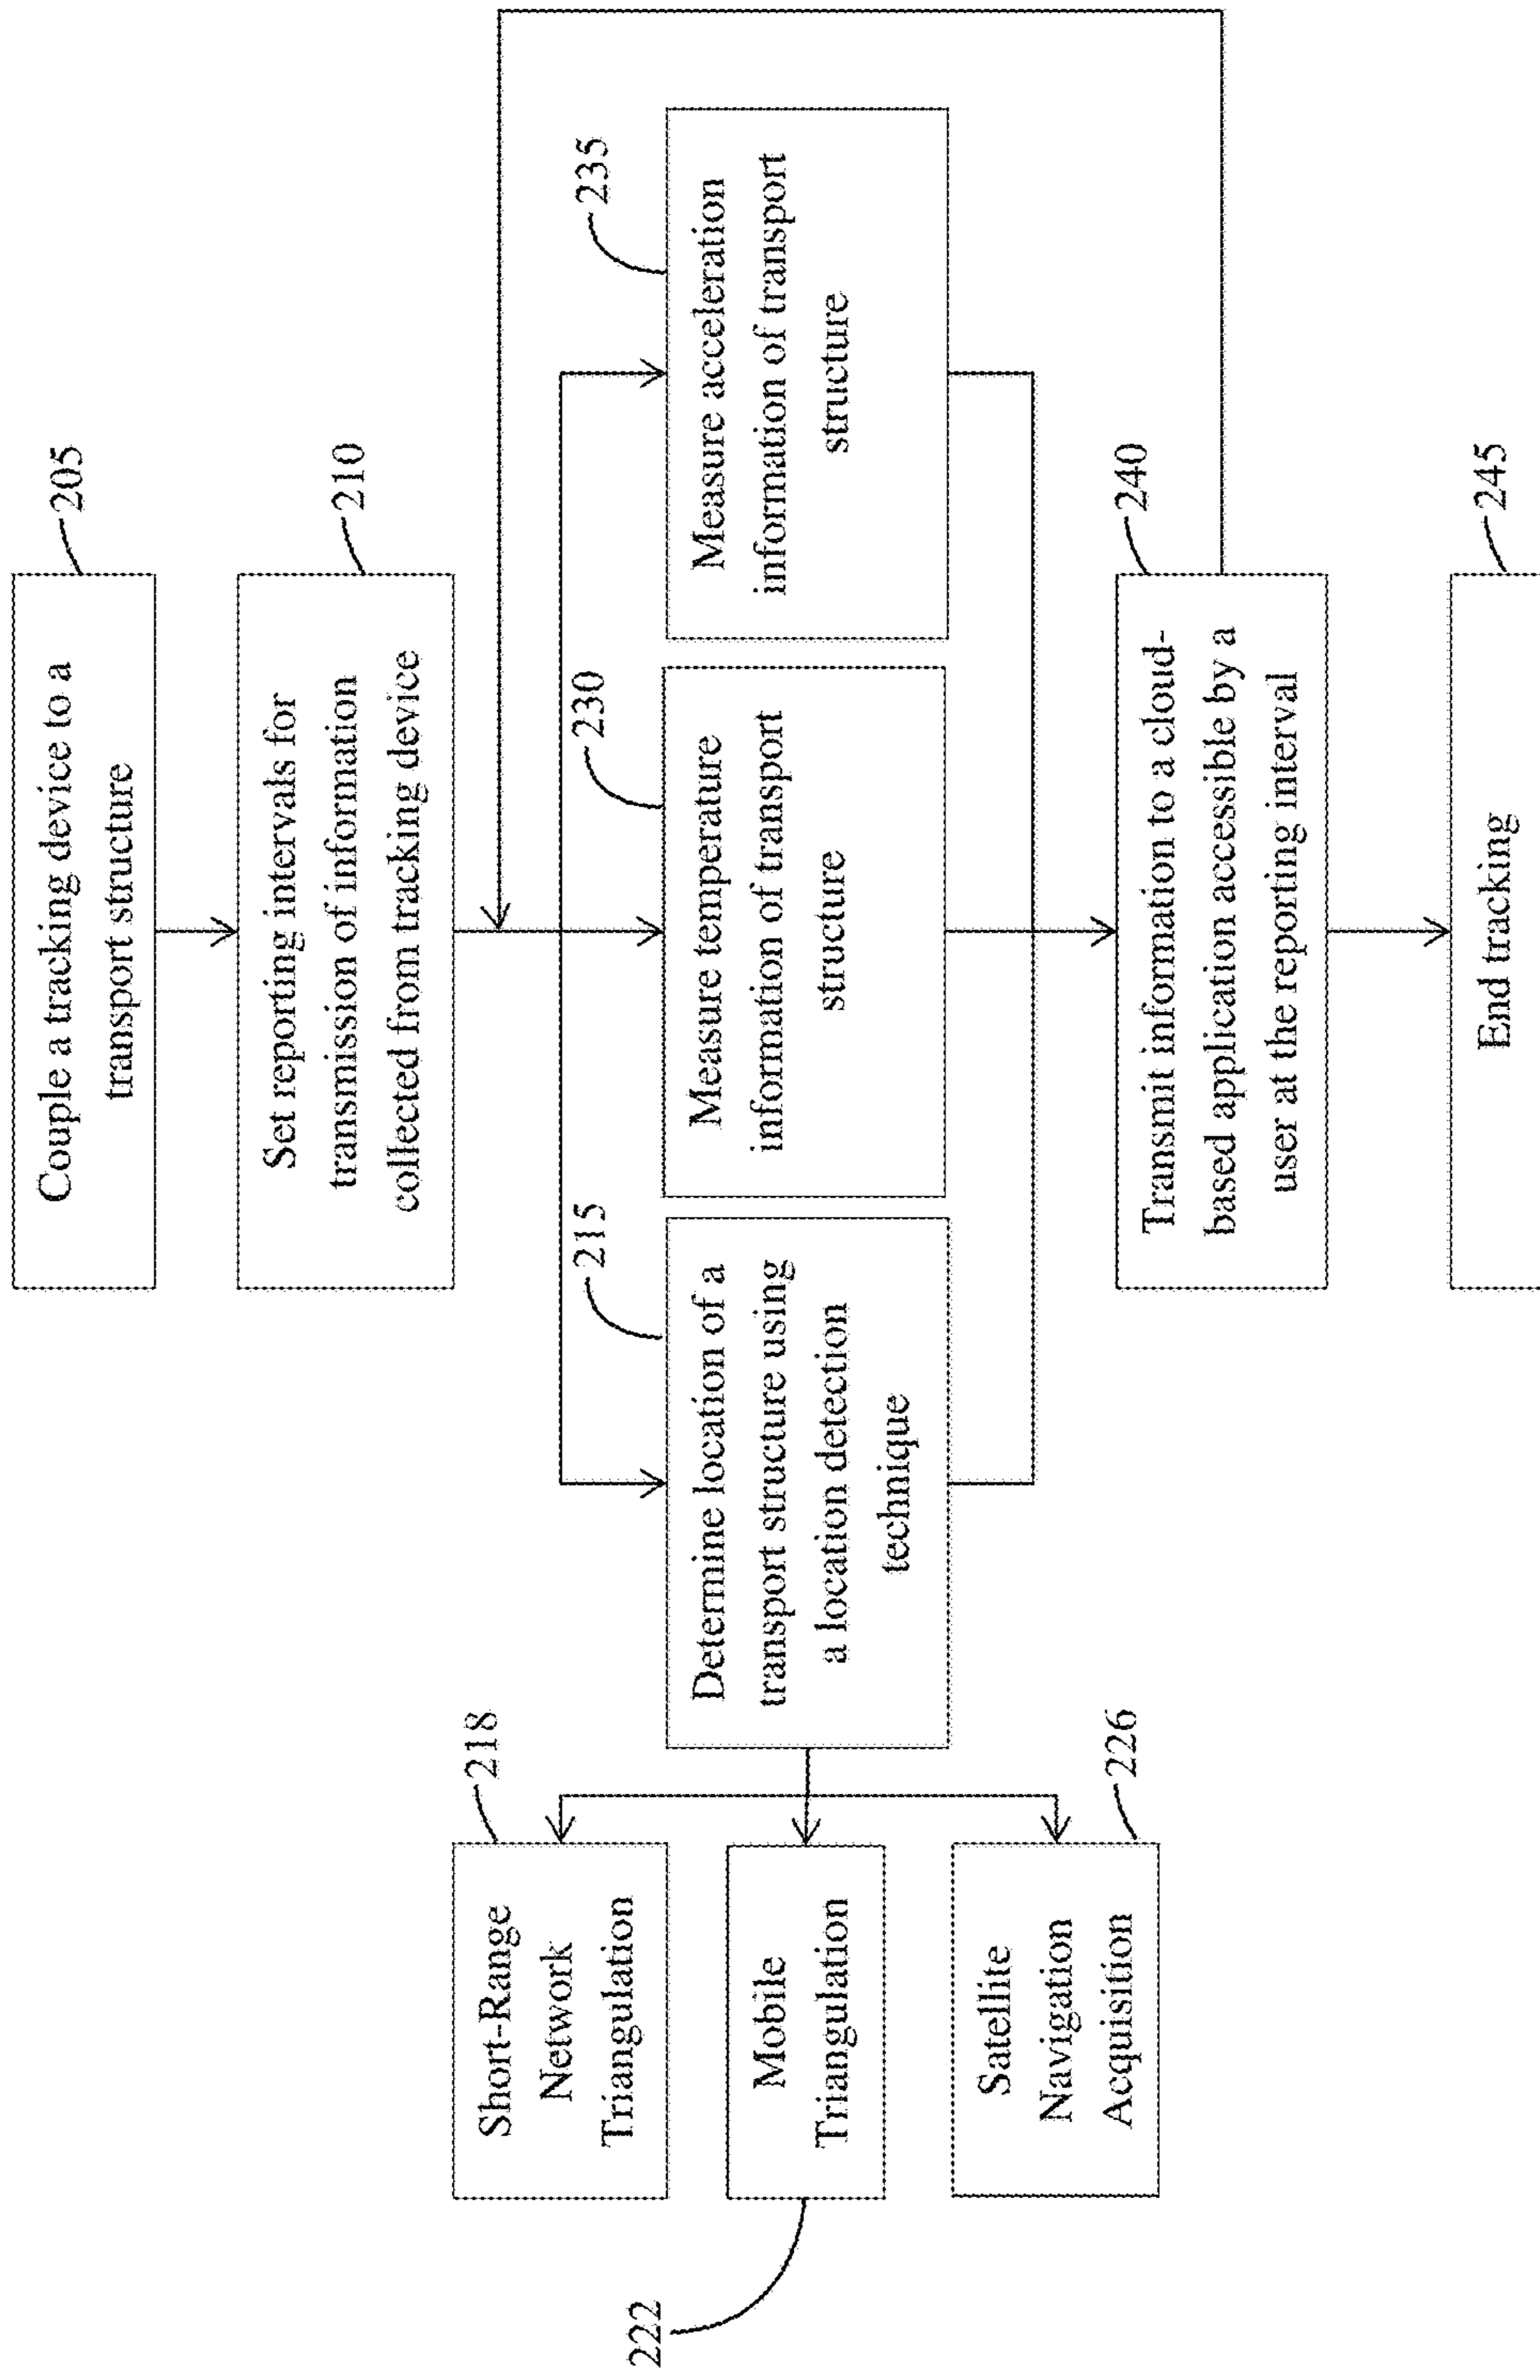 Couple a tracking device to a
transport structure
205
Set reporting intervals for
transmission of information
collected from tracking device
210
Determine location of a
transport structure using
a location detection
technique
215
Short-Range
Network
Triangulation
218
Mobile
Triangulation
222
Satellite
Navigation
Acquisition
226
Measure temperature
information of transport
structure
230
Measure acceleration
information of transport
structure
235
Transmit information to a cloud-
based application accessible by a
user at the reporting interval
240
End tracking
245